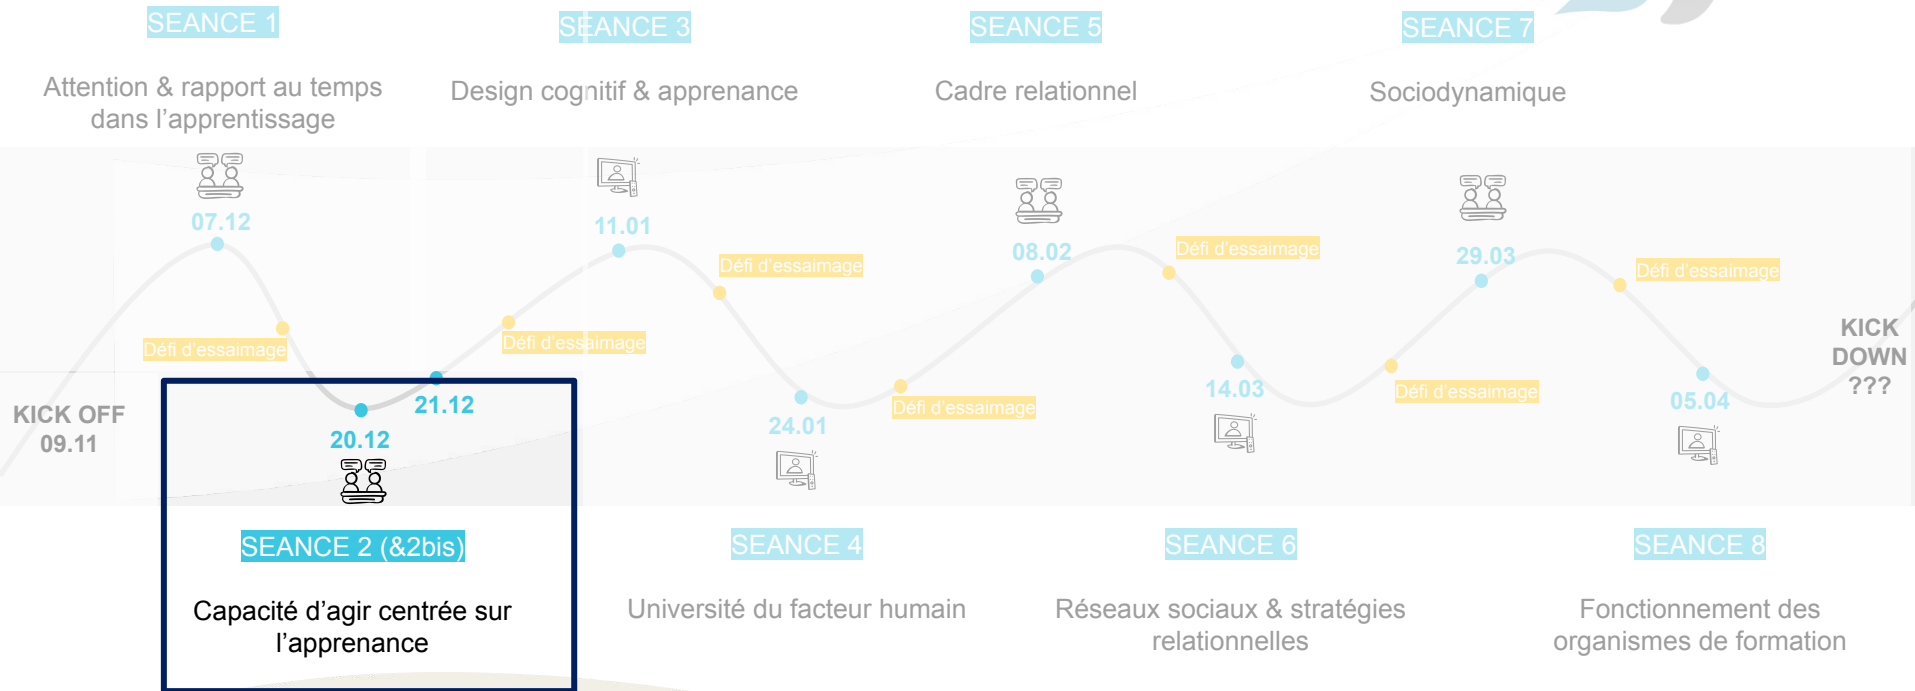 SEANCE 1
SEANCE 3
SEANCE 5
SEANCE 7
Attention & rapport au temps
dans l'apprentissage
Design cognitif & apprenance
Cadre relationnel
Sociodynamique
07.12
11.01
08.02
29.03
Défi d'essaimage
Défi d'essaimage
Défi d'essaimage
Défi d'essaimage
Défi d'essaimage
Défi d'essaimage
Défi d'essaimage
KICK OFF
09.11
20.12
21.12
24.01
14.03
05.04
KICK
DOWN
???
SEANCE 2 (&2bis)
SEANCE 4
SEANCE 6
SEANCE 8
Capacité d'agir centrée sur
l'apprenance
Université du facteur humain
Réseaux sociaux & stratégies
relationnelles
Fonctionnement des
organismes de formation